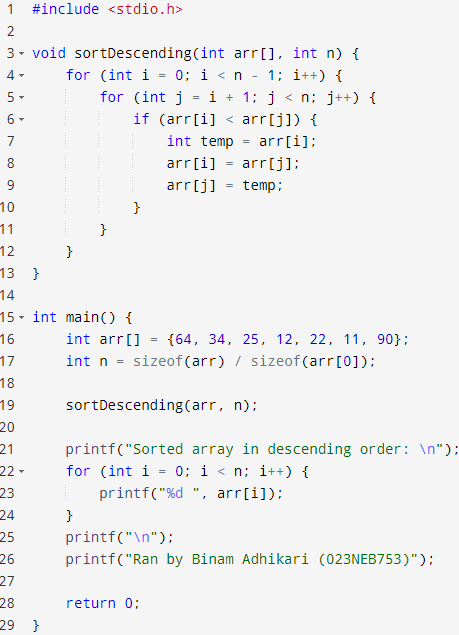 1 #include <stdio.h>
2
3 void sortDescending(int arr[], int n) {
4     for (int i = 0; i < n - 1; i++) {
5         for (int j = i + 1; j < n; j++) {
6             if (arr[i] < arr[j]) {
7                 int temp = arr[i];
8                 arr[i] = arr[j];
9                 arr[j] = temp;
10             }
11         }
12     }
13 }
14
15 int main() {
16     int arr[] = {64, 34, 25, 12, 22, 11, 90};
17     int n = sizeof(arr) / sizeof(arr[0]);
18
19     sortDescending(arr, n);
20
21     printf("Sorted array in descending order: \n");
22     for (int i = 0; i < n; i++) {
23         printf("%d ", arr[i]);
24     }
25     printf("\n");
26     printf("Ran by Binam Adhikari (023NEB753)");
27
28     return 0;
29 }